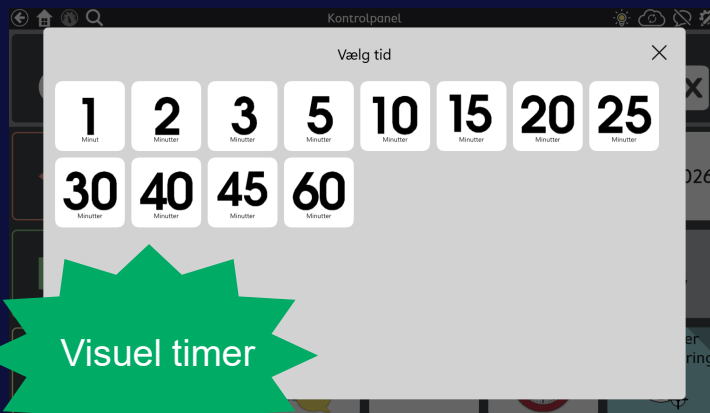 Kontrolpanel
Vælg tid
1 2 3 5 10 15 20 25
Minut Minutter Minutter Minutter Minutter Minutter Minutter Minutter
30 40 45 60
Minutter Minutter Minutter Minutter
Visuel timer